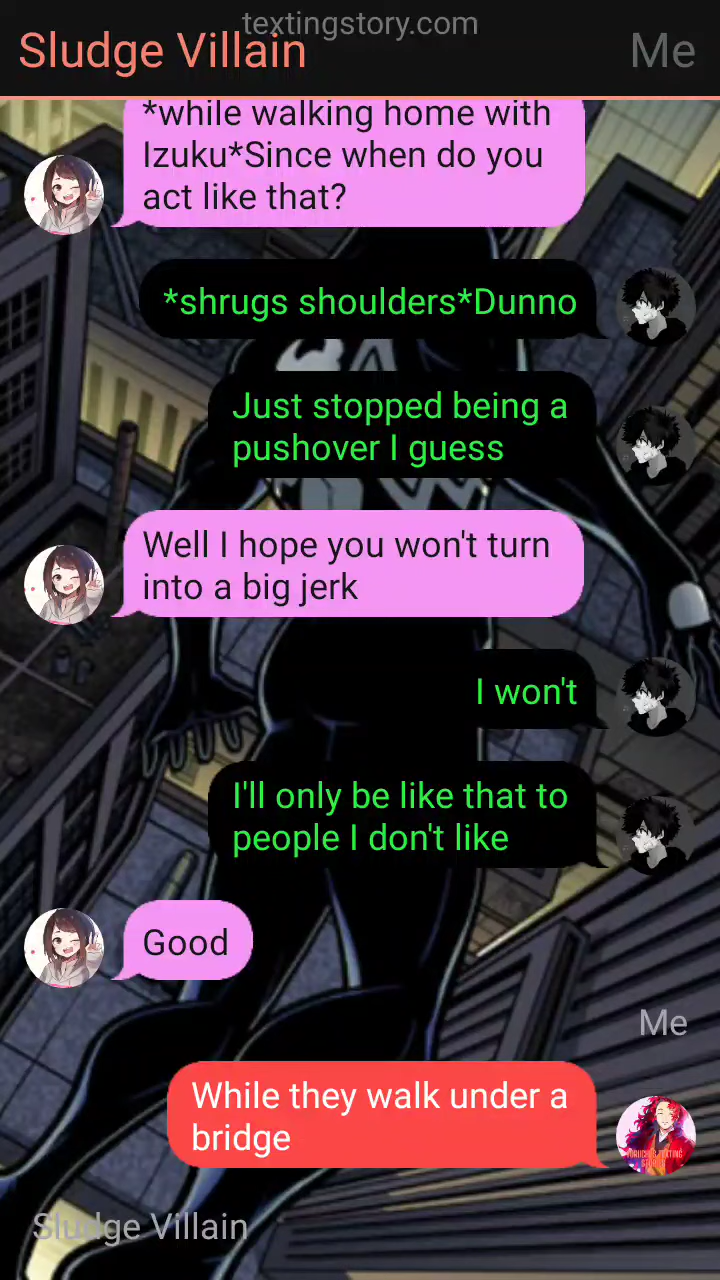 textingstory.com
Sludge Villain
Me
*while walking home with
Izuku*Since when do you
act like that?
*shrugs shoulders*Dunno
Just stopped being a
pushover I guess
Well I hope you won't turn
into a big jerk
I won't
I'll only be like that to
people I don't like
Good
Me
While they walk under a
bridge
Sludge Villain